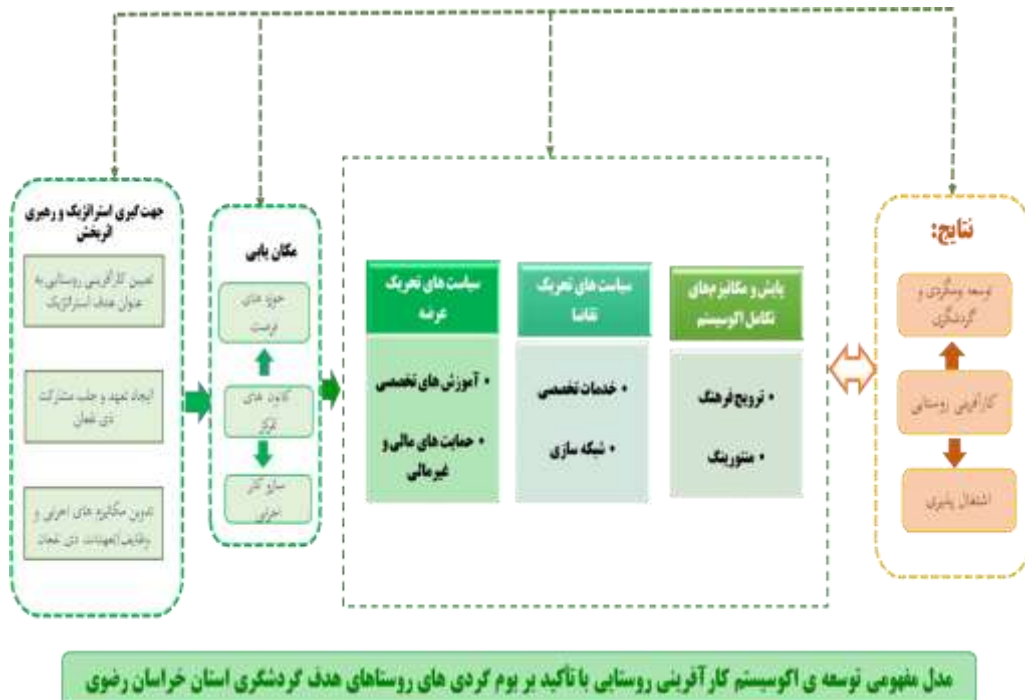 جهت‌گیری استراتژیک و رهبری
اثربخش
تعیین کارآفرینی روستایی به
عنوان هدف استراتژیک
ایجاد تعهد و جلب مشارکت
ذی نفعان
تدوین مکانیزم های اجرایی و
وظایف/تعهدات ذی نفعان
مکان یابی
حوزه های
فرصت
کانون های
تمرکز
سازو کار
اجرایی
سیاست های تحریک
عرضه
• آموزش های تخصصی
• حمایت های مالی و
غیرمالی
سیاست های تحریک
تقاضا
• خدمات تخصصی
• شبکه سازی
پایش و مکانیزم‌های
تکامل اکوسیستم
• ترویج فرهنگ
• منتورینگ
نتایج:
توسعه بومگردی و
گردشگری
کارآفرینی روستایی
اشتغال پذیری
مدل مفهومی توسعه ی اکوسیستم کارآفرینی روستایی با تأکید بر بوم گردی های روستاهای هدف گردشگری استان خراسان رضوی